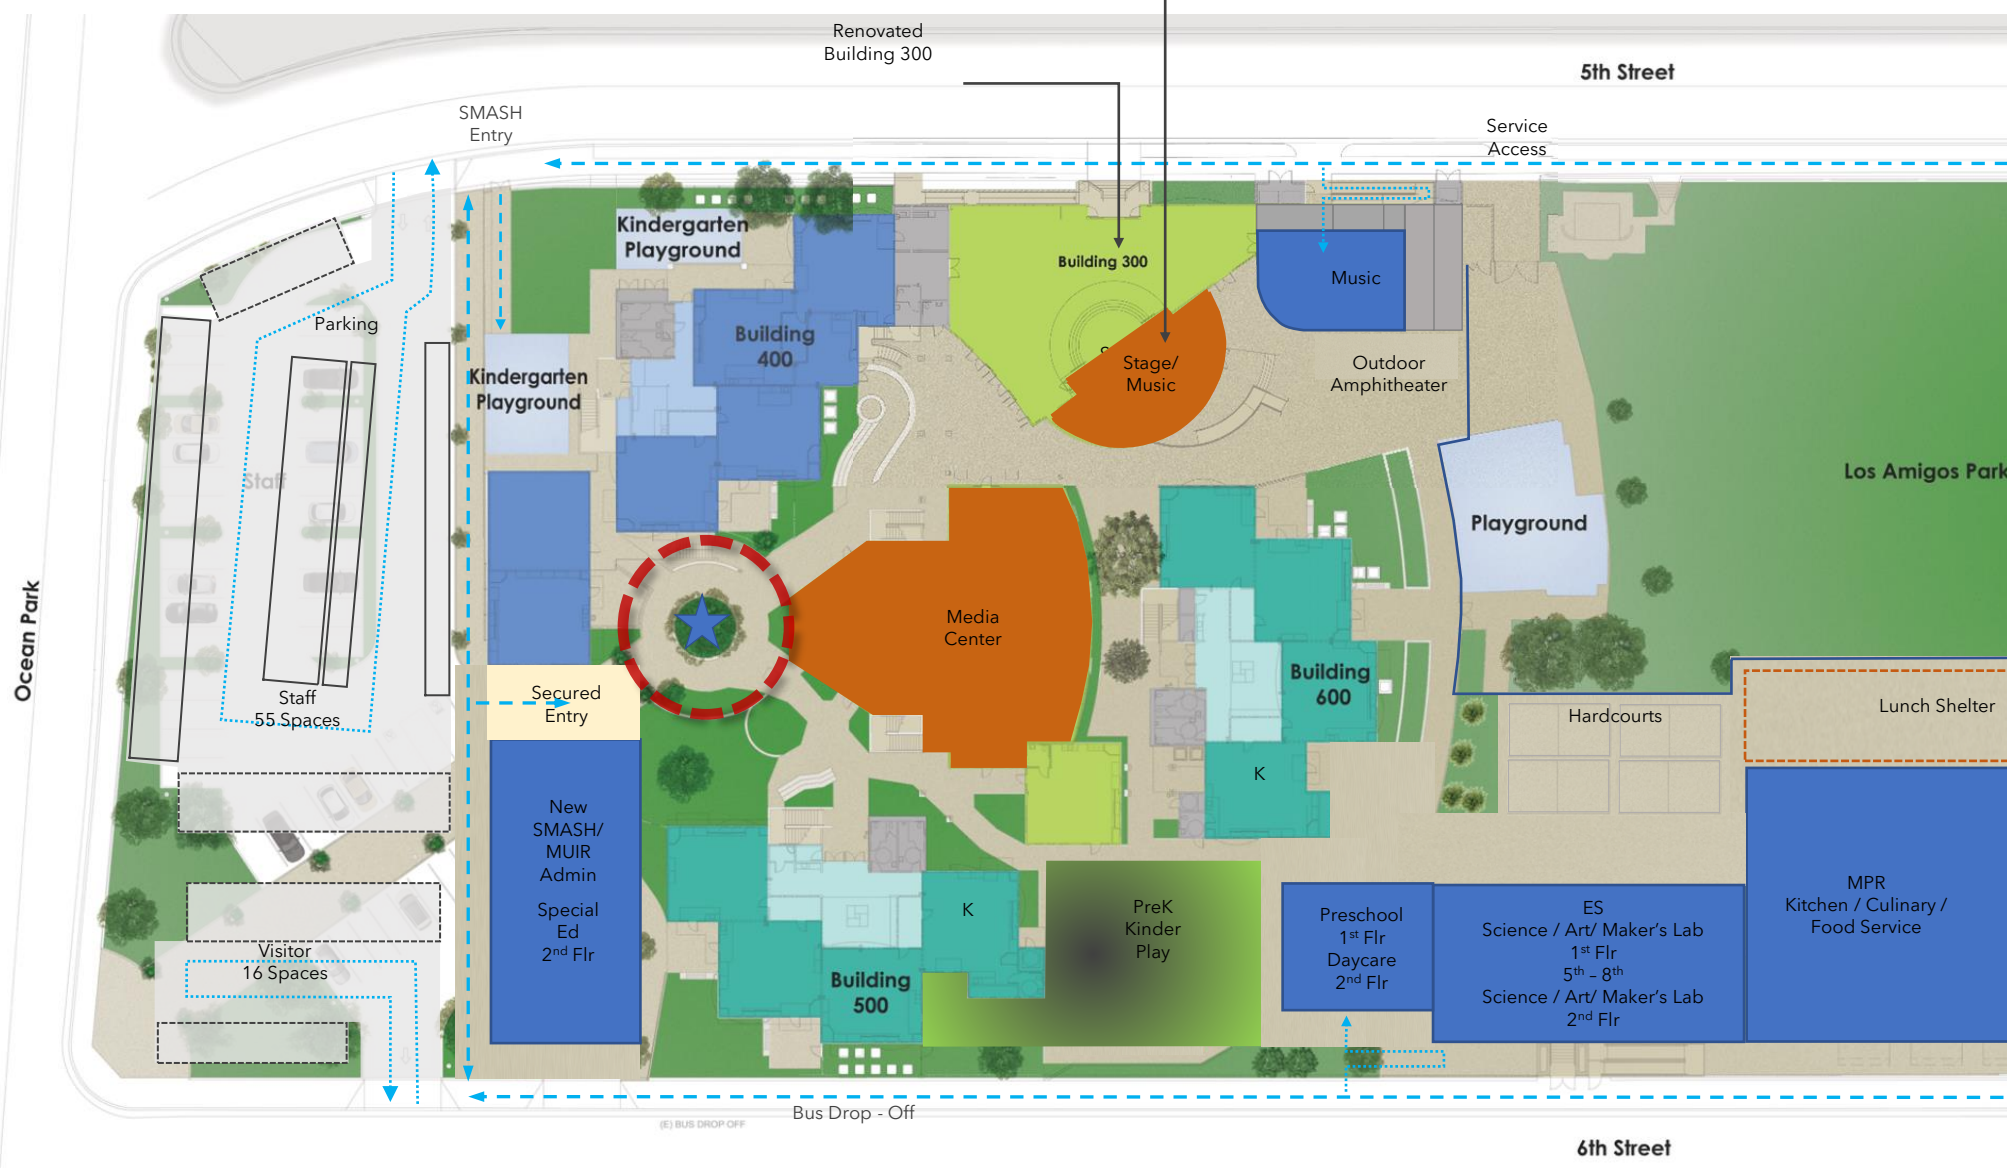 Renovated
Building 300
5th Street
SMASH
Entry
Service
Access
Kindergarten
Playground
Building 300
Music
Parking
Building
400
Stage/
Music
Outdoor
Amphitheater
Kindergarten
Playground
Staff
Los Amigos Park
Playground
Ocean Park
Media
Center
Building
600
Secured
Entry
Staff
55 Spaces
Hardcourts
Lunch Shelter
K
New
SMASH/
MUIR
Admin
Special
Ed
2nd Flr
K
PreK
Kinder
Play
Preschool
1st Flr
Daycare
2nd Flr
ES
Science / Art/ Maker's Lab
1st Flr
5th – 8th
Science / Art/ Maker's Lab
2nd Flr
MPR
Kitchen / Culinary /
Food Service
Visitor
16 Spaces
Building
500
Bus Drop - Off
(E) BUS DROP OFF
6th Street